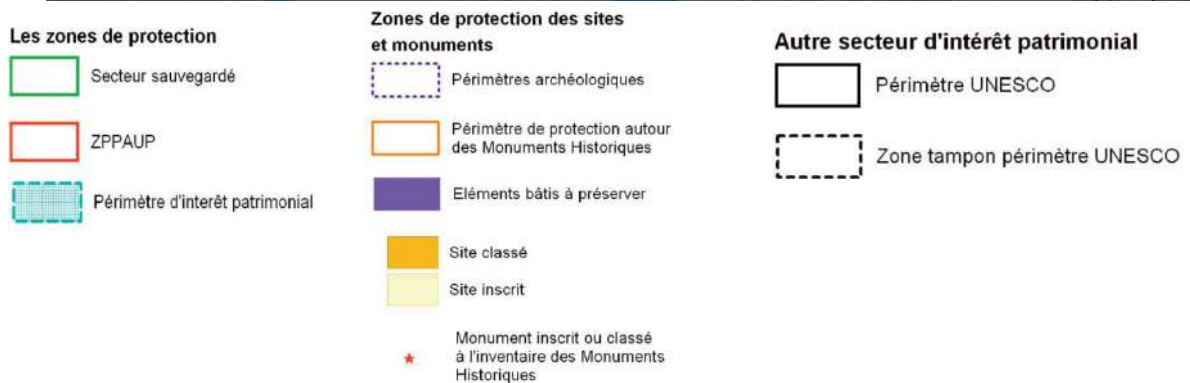 Les zones de protection
Secteur sauvegardé
ZPPAUP
Périmètre d'interêt patrimonial
Zones de protection des sites
et monuments
Périmètres archéologiques
Périmètre de protection autour
des Monuments Historiques
Eléments bâtis à préserver
Site classé
Site inscrit
Monument inscrit ou classé
à l'inventaire des Monuments
Historiques
Autre secteur d'intérêt patrimonial
Périmètre UNESCO
Zone tampon périmètre UNESCO